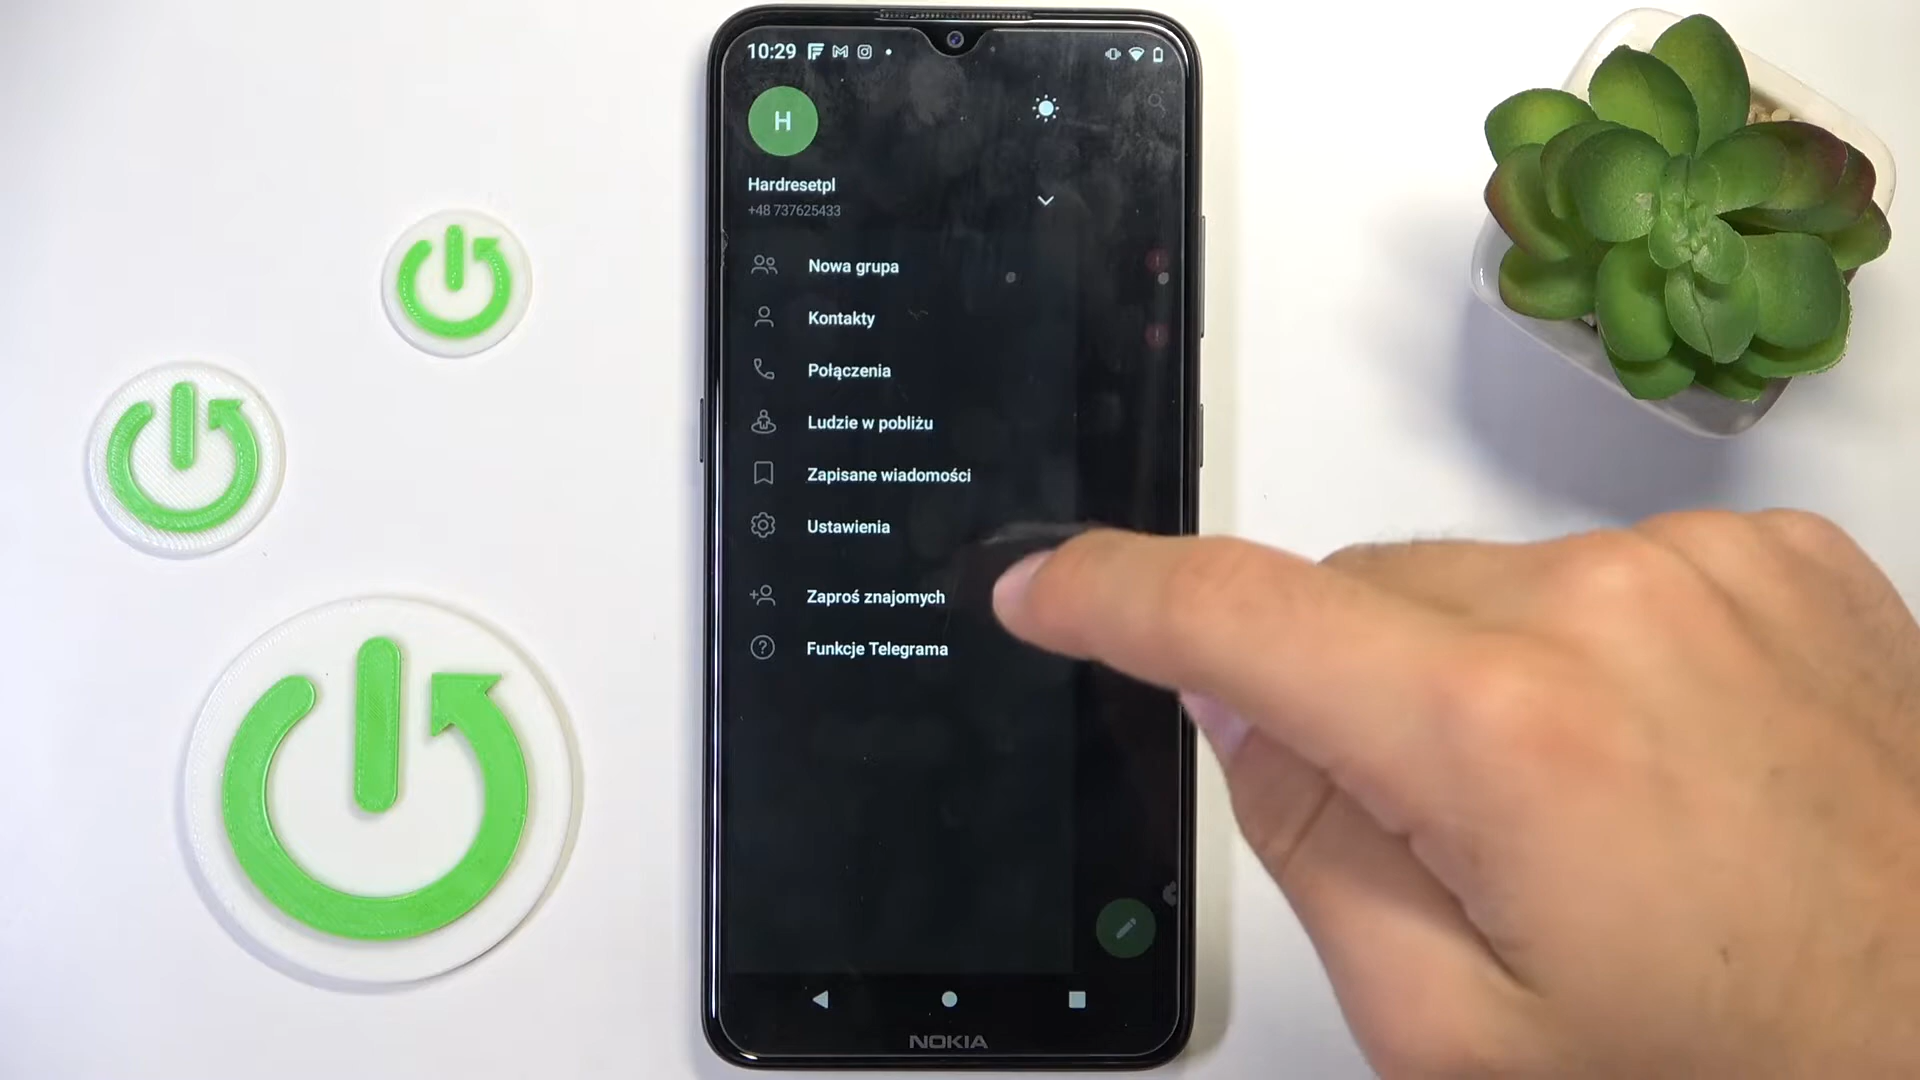 10:29
H
Hardresetpl
+48 737625433
Nowa grupa
Kontakty
Połączenia
Ludzie w pobliżu
Zapisane wiadomości
Ustawienia
Zaproś znajomych
Funkcje Telegrama
NOKIA